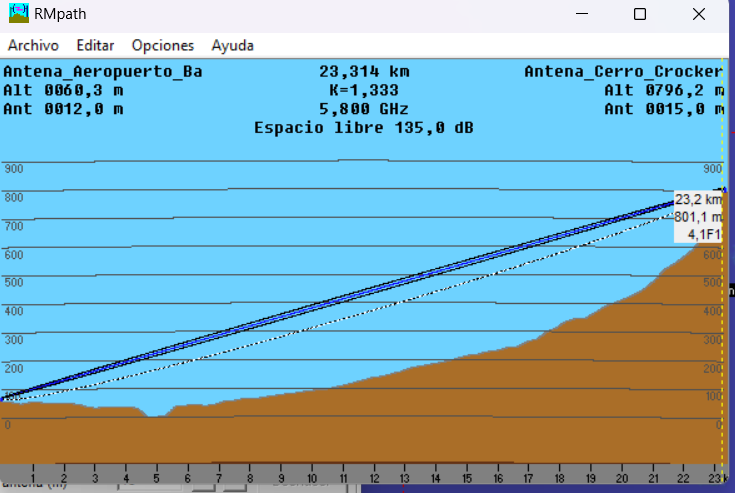 RMpath
Archivo Editar Opciones Ayuda
Antena_Aeropuerto_Ba 23,314 km Antena_Cerro_Crocker
Alt 0060,3 m K=1,333 Alt 0796,2 m
Ant 0012,0 m 5,800 GHz Ant 0015,0 m
Espacio libre 135,0 dB
900 900
800
700
23,2 km
801,1 m
4,1F1
600 600
500 500
400 400
300 300
200 200
100
0 0
1 2 3 4 5 6 7 8 9 10 11 12 13 14 15 16 17 18 19 20 21 22 23